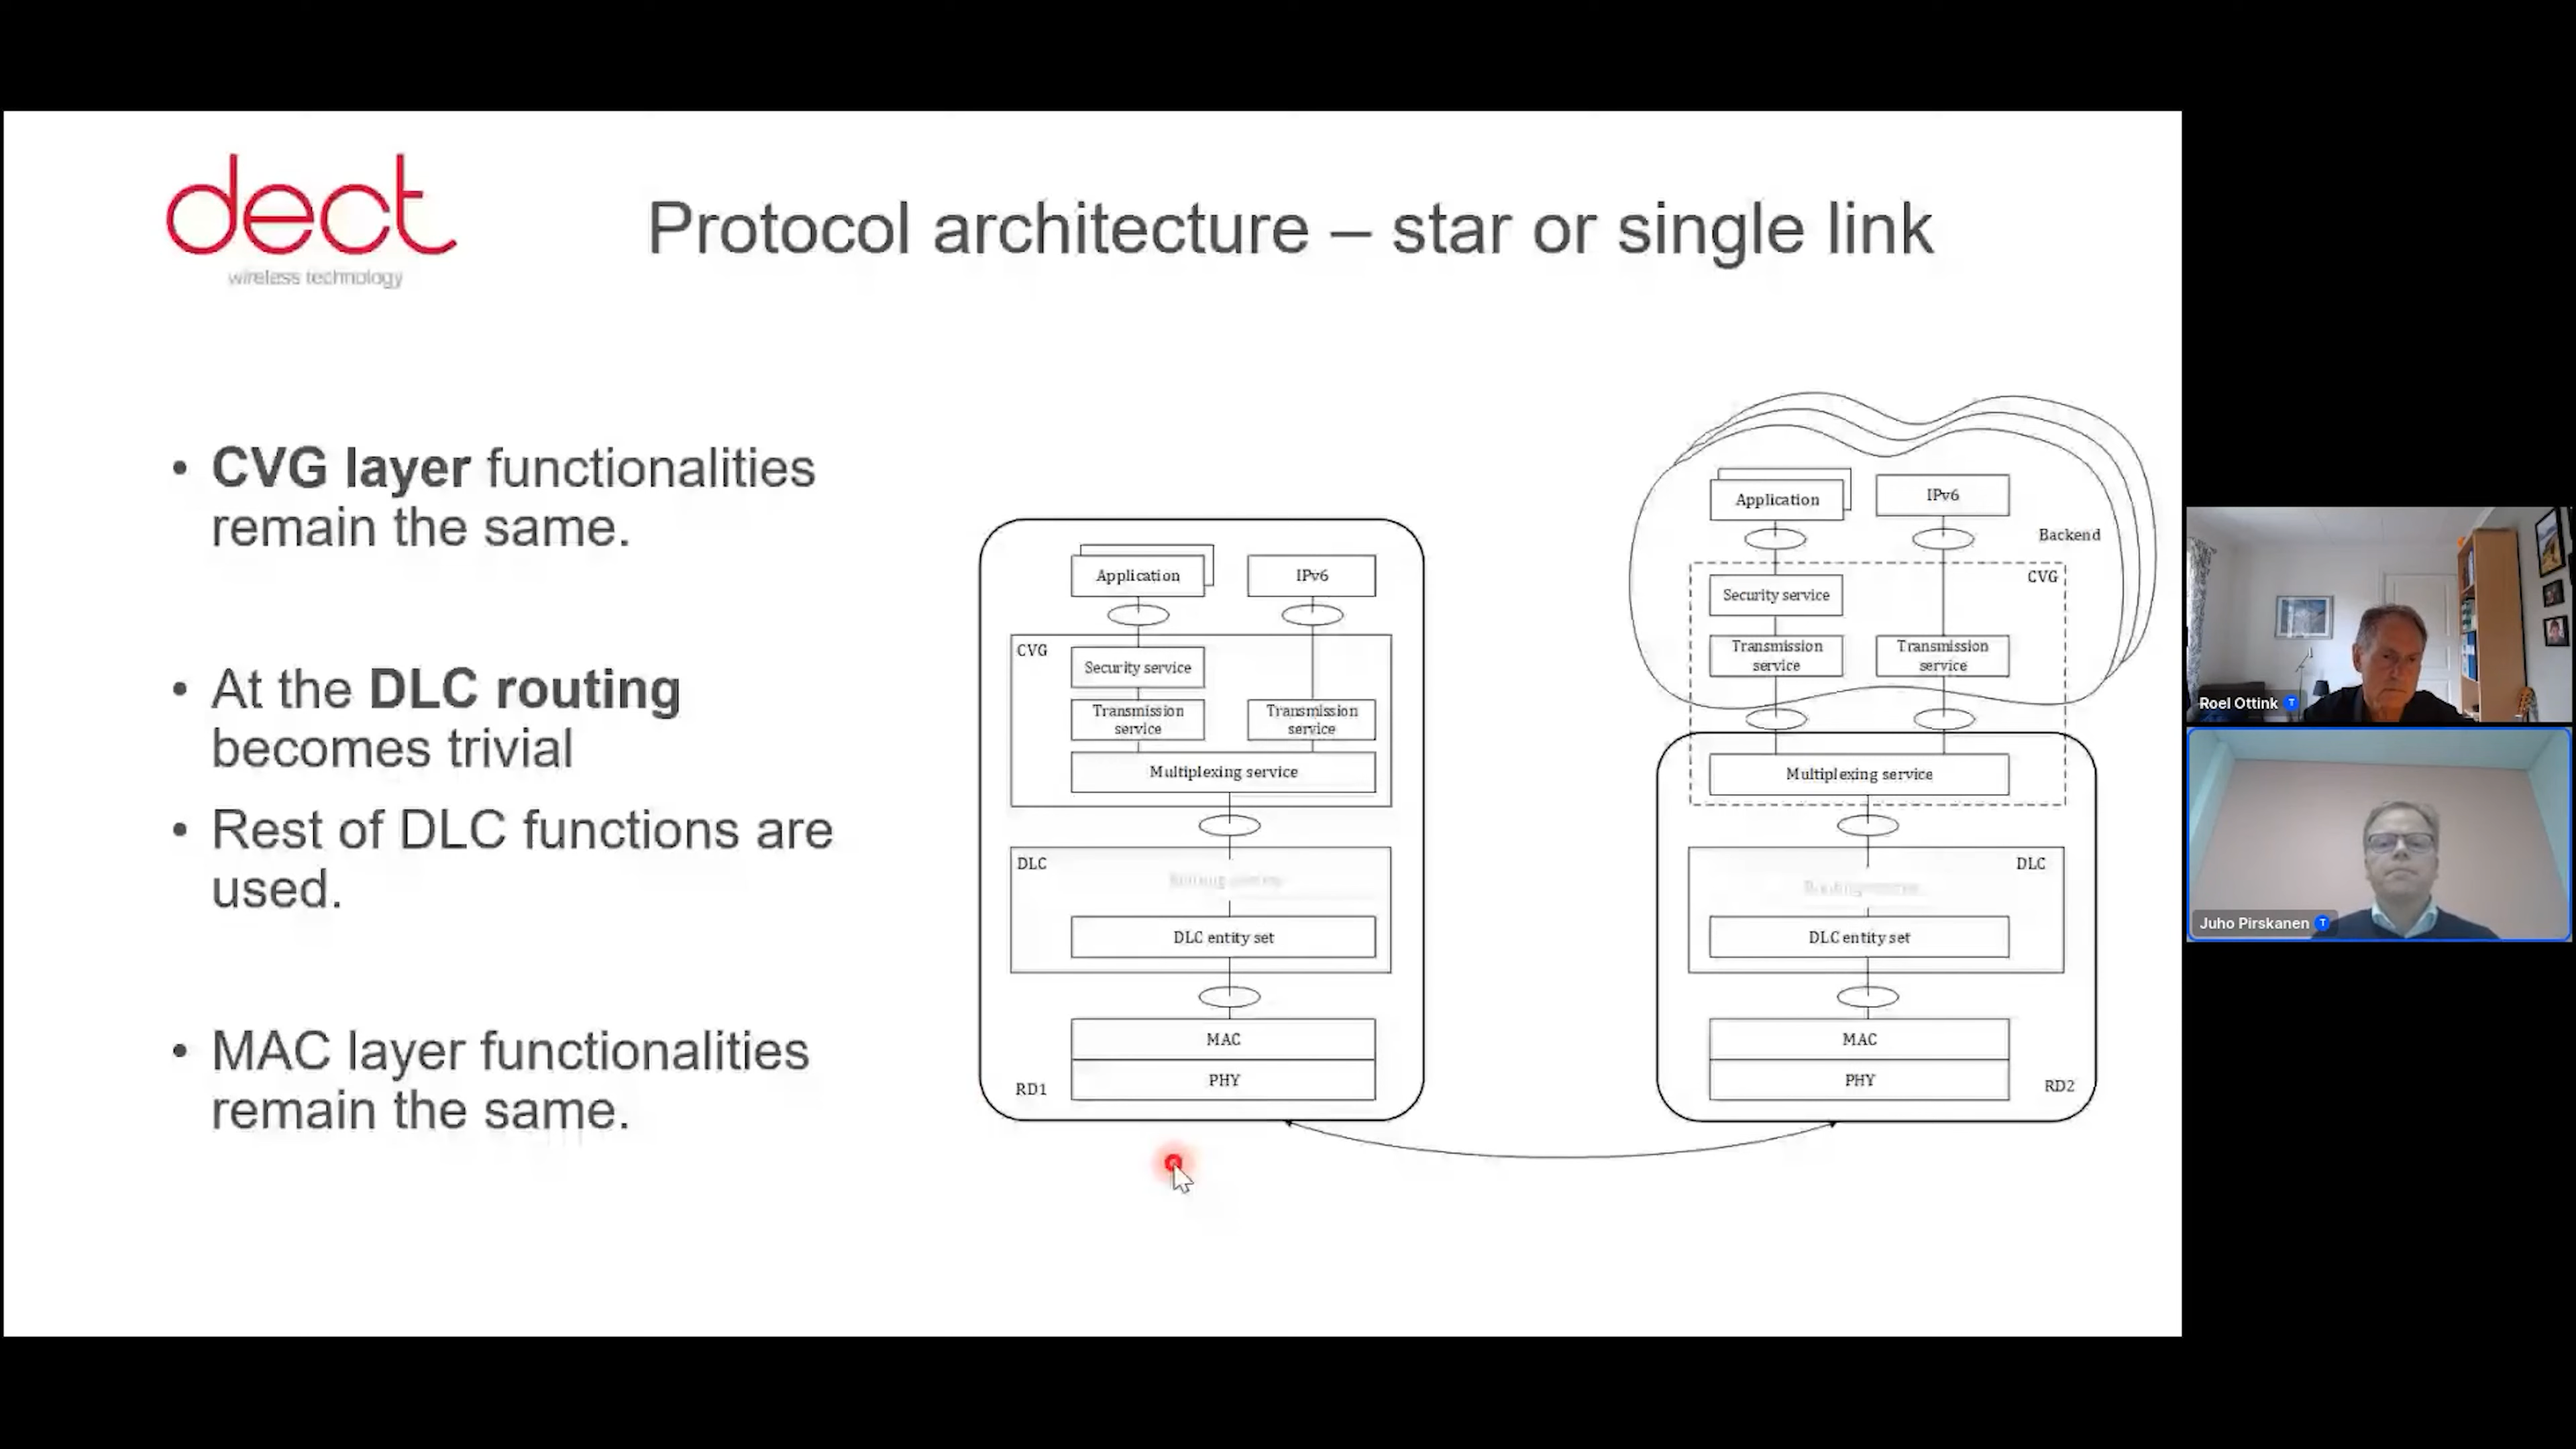 dect
wireless technology
Protocol architecture – star or single link
• CVG layer functionalities
remain the same.
• At the DLC routing
becomes trivial
• Rest of DLC functions are
used.
• MAC layer functionalities
remain the same.
Application
IPv6
CVG
Security service
Transmission
service
Transmission
service
Multiplexing service
DLC
DLC entity set
MAC
PHY
RD1
Application
IPv6
Backend
CVG
Security service
Transmission
service
Transmission
service
Multiplexing service
DLC
DLC entity set
MAC
PHY
RD2
Roel Ottink
T
Juho Pirskanen
T